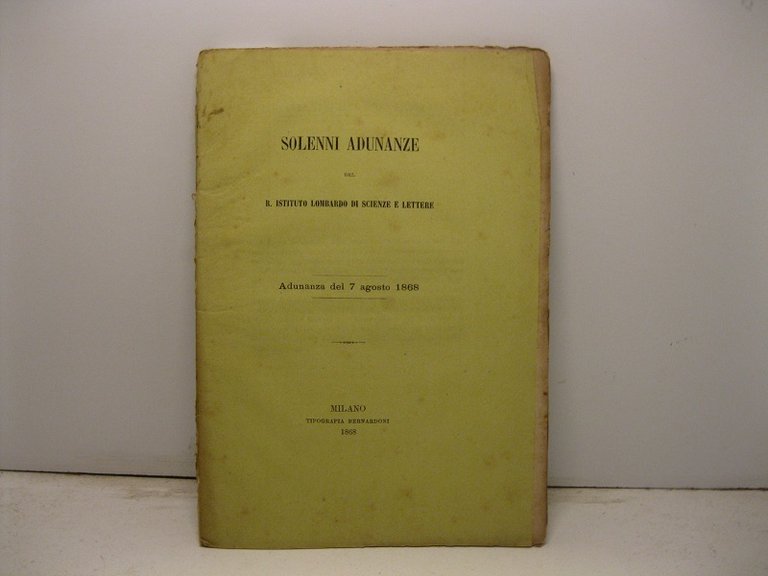 SOLENNI ADUNANZE
DEL
R. ISTITUTO LOMBARDO DI SCIENZE E LETTERE
Adunanza del 7 agosto 1868
MILANO
TIPOGRAFIA BERNARDONI
1868